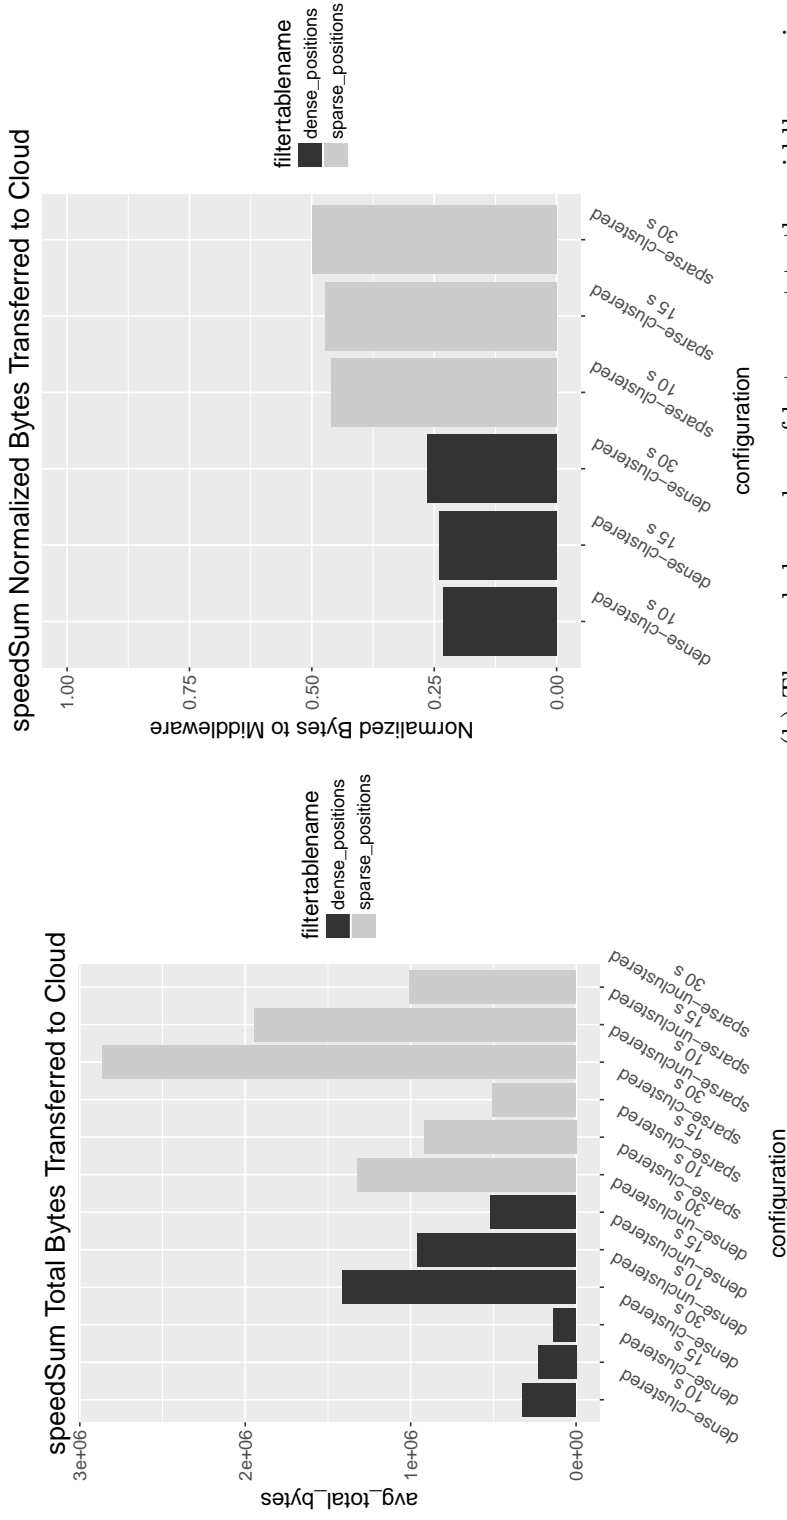 speedSum Total Bytes Transferred to Cloud
avg_total_bytes
3e+06
2e+06
1e+06
0e+00
dense−clustered
10 s
dense−clustered
15 s
dense−clustered
30 s
dense−unclustered
10 s
dense−unclustered
15 s
dense−unclustered
30 s
sparse−clustered
10 s
sparse−clustered
15 s
sparse−clustered
30 s
sparse−unclustered
10 s
sparse−unclustered
15 s
sparse−unclustered
30 s
configuration
filtertablename
dense_positions
sparse_positions
speedSum Normalized Bytes Transferred to Cloud
Normalized Bytes to Middleware
1.00
0.75
0.50
0.25
0.00
dense−clustered
10 s
dense−clustered
15 s
dense−clustered
30 s
sparse−clustered
10 s
sparse−clustered
15 s
sparse−clustered
30 s
configuration
filtertablename
dense_positions
sparse_positions
(b) The